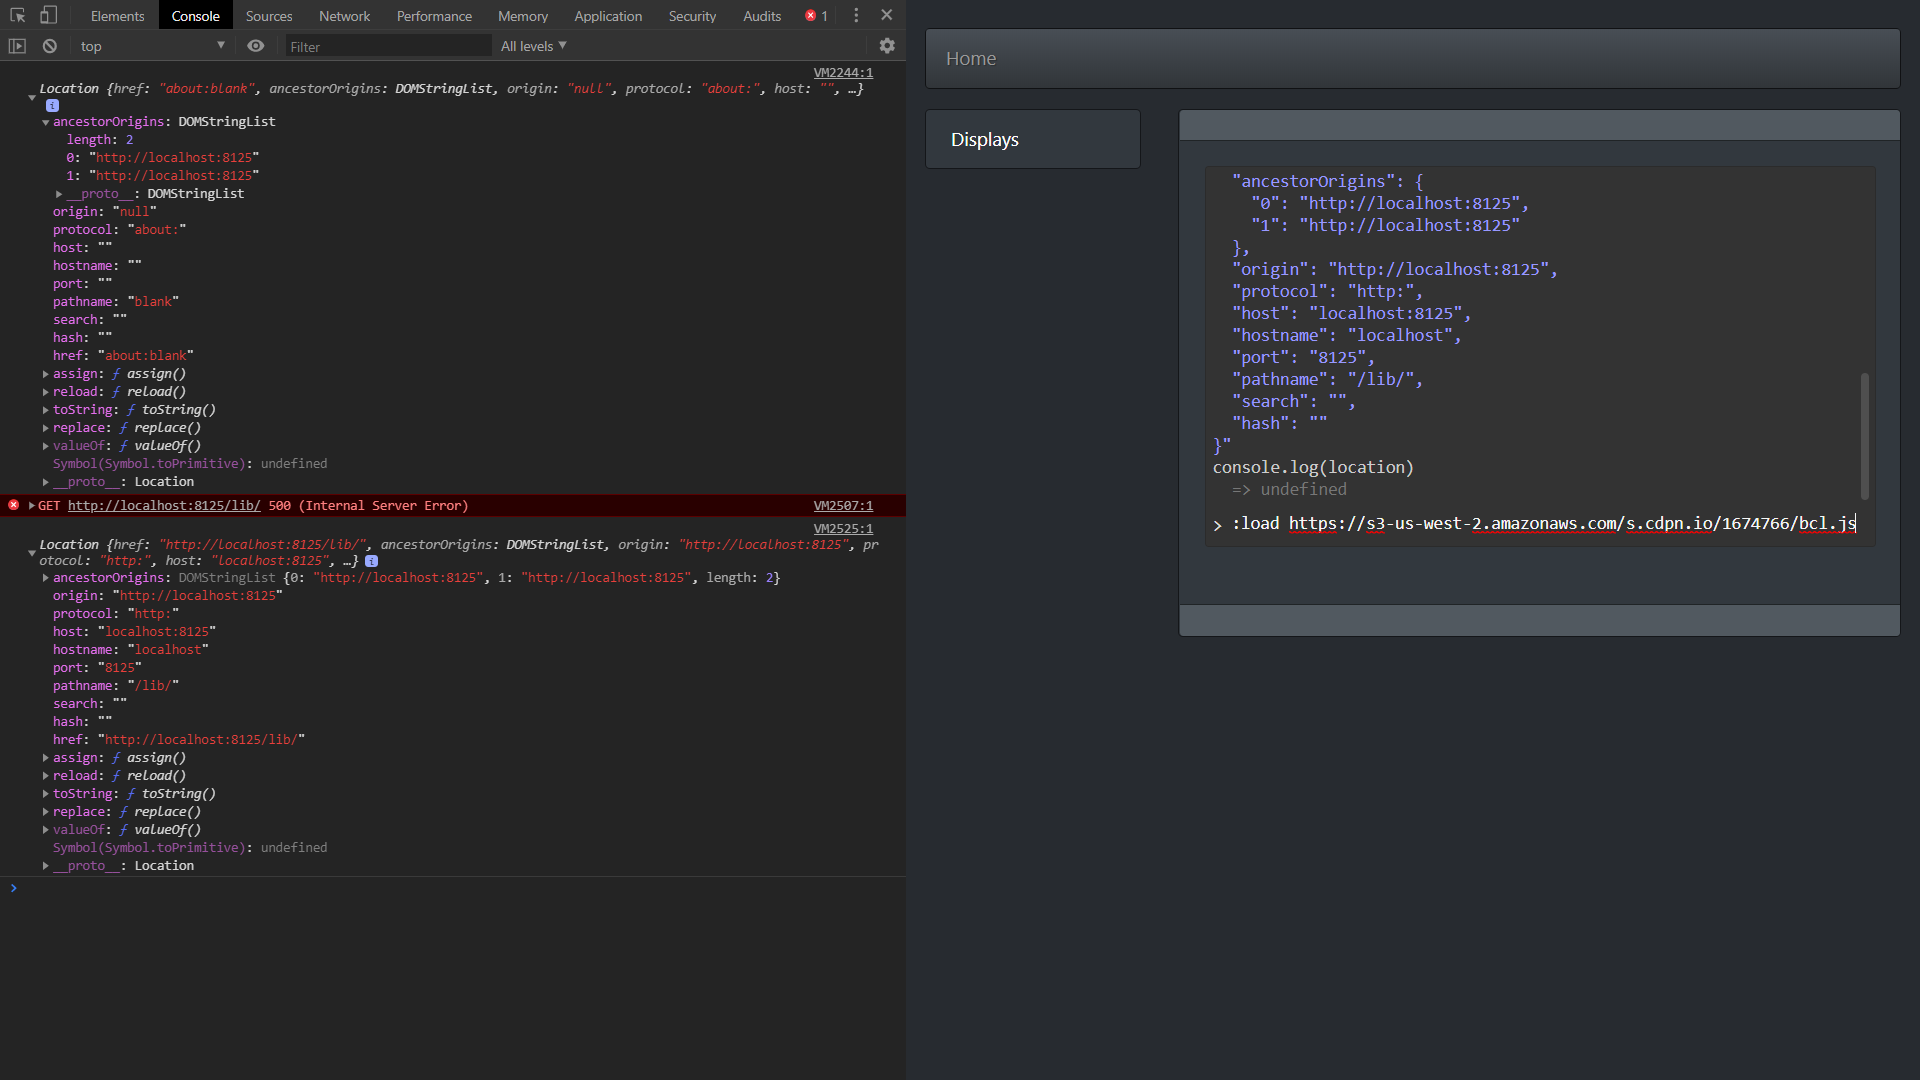 Elements Console Sources Network Performance Memory Application Security Audits 1
top Filter All levels
VM2244:1
Location {href: "about:blank", ancestorOrigins: DOMStringList, origin: "null", protocol: "about:", host: "", …}
i
ancestorOrigins: DOMStringList
length: 2
0: "http://localhost:8125"
1: "http://localhost:8125"
__proto__: DOMStringList
origin: "null"
protocol: "about:"
host: ""
hostname: ""
port: ""
pathname: "blank"
search: ""
hash: ""
href: "about:blank"
assign: ƒ assign()
reload: ƒ reload()
toString: ƒ toString()
replace: ƒ replace()
valueOf: ƒ valueOf()
Symbol(Symbol.toPrimitive): undefined
__proto__: Location
GET http://localhost:8125/lib/ 500 (Internal Server Error) VM2507:1
VM2525:1
Location {href: "http://localhost:8125/lib/", ancestorOrigins: DOMStringList, origin: "http://localhost:8125", pr
otocol: "http:", host: "localhost:8125", …} i
ancestorOrigins: DOMStringList {0: "http://localhost:8125", 1: "http://localhost:8125", length: 2}
origin: "http://localhost:8125"
protocol: "http:"
host: "localhost:8125"
hostname: "localhost"
port: "8125"
pathname: "/lib/"
search: ""
hash: ""
href: "http://localhost:8125/lib/"
assign: ƒ assign()
reload: ƒ reload()
toString: ƒ toString()
replace: ƒ replace()
valueOf: ƒ valueOf()
Symbol(Symbol.toPrimitive): undefined
__proto__: Location
>
Home
Displays
"ancestorOrigins": {
"0": "http://localhost:8125",
"1": "http://localhost:8125"
},
"origin": "http://localhost:8125",
"protocol": "http:",
"host": "localhost:8125",
"hostname": "localhost",
"port": "8125",
"pathname": "/lib/",
"search": "",
"hash": ""
}"
console.log(location)
=> undefined
> :load https://s3-us-west-2.amazonaws.com/s.cdpn.io/1674766/bcl.js